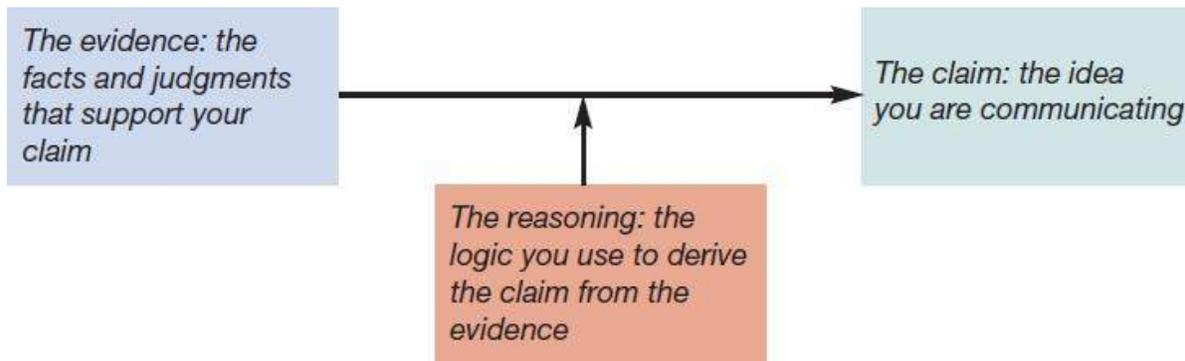 The evidence: the
facts and judgments
that support your
claim
The claim: the idea
you are communicating
The reasoning: the
logic you use to derive
the claim from the
evidence